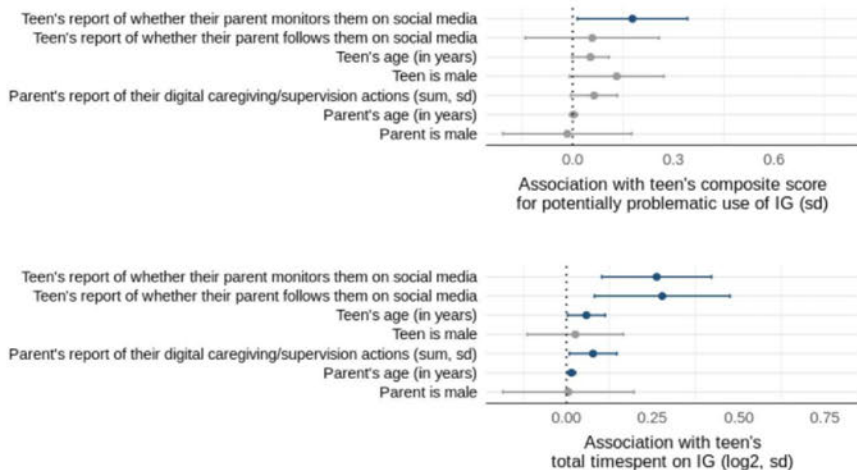 Teen's report of whether their parent monitors them on social media
Teen's report of whether their parent follows them on social media
Teen's age (in years)
Teen is male
Parent's report of their digital caregiving/supervision actions (sum, sd)
Parent's age (in years)
Parent is male
0.0 0.3 0.6
Association with teen's composite score
for potentially problematic use of IG (sd)
Teen's report of whether their parent monitors them on social media
Teen's report of whether their parent follows them on social media
Teen's age (in years)
Teen is male
Parent's report of their digital caregiving/supervision actions (sum, sd)
Parent's age (in years)
Parent is male
0.00 0.25 0.50 0.75
Association with teen's
total timespent on IG (log2, sd)